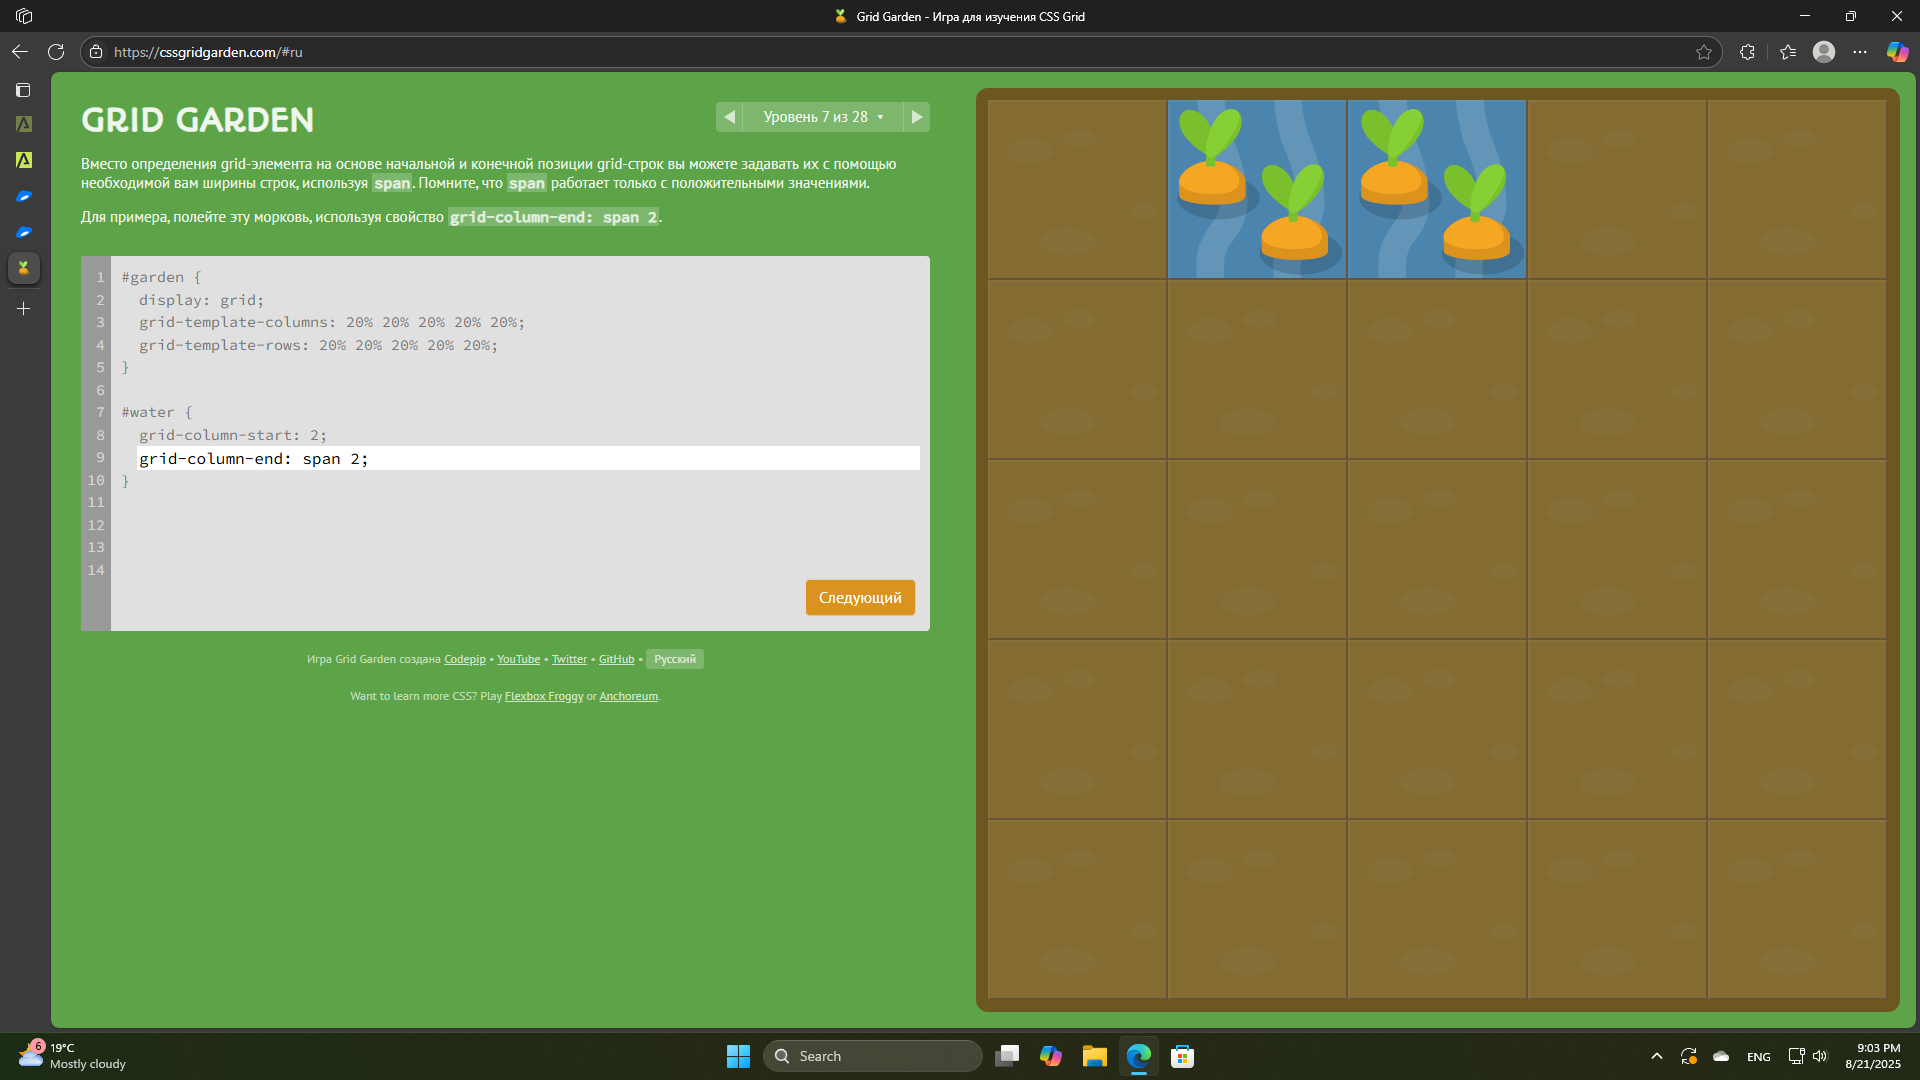 Grid Garden - Игра для изучения CSS Grid
https://cssgridgarden.com/#ru
GRID GARDEN
Уровень 7 из 28
Вместо определения grid-элемента на основе начальной и конечной позиции grid-строк вы можете задавать их с помощью
необходимой вам ширины строк, используя span. Помните, что span работает только с положительными значениями.
Для примера, полейте эту морковь, используя свойство grid-column-end: span 2.
1 #garden {
2 display: grid;
3 grid-template-columns: 20% 20% 20% 20% 20%;
4 grid-template-rows: 20% 20% 20% 20% 20%;
5 }
6
7 #water {
8 grid-column-start: 2;
9 grid-column-end: span 2;
10 }
11
12
13
14
Следующий
Игра Grid Garden создана Codepip • YouTube • Twitter • GitHub • Русский
Want to learn more CSS? Play Flexbox Froggy or Anchoreum.
6
19°C
Mostly cloudy
Search
ENG
9:03 PM
8/21/2025